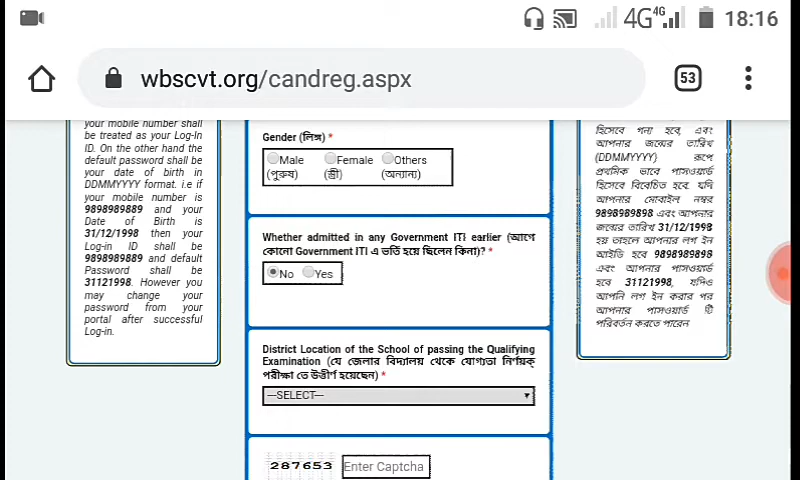 4G 4G 18:16
wbscvt.org/candreg.aspx 53
your mobile number shall
be treated as your Log-In
ID. On the other hand the
default password shall be
your date of birth in
DDMMYYYY format. i.e if
your mobile number is
9898989889 and your
Date of Birth is
31/12/1998 then your
Log-in ID shall be
9898989889 and default
Password shall be
31121998. However you
may change your
password from your
portal after successful
Log-in.
Gender (লিঙ্গ) *
Male Female Others
(পুরুষ) (স্ত্রী) (অন্যান্য)
Whether admitted in any Government ITI earlier (আগে
কোনো Government ITI এ ভর্তি হয়ে ছিলেন কিনা)? *
No Yes
District Location of the School of passing the Qualifying
Examination (যে জেলার বিদ্যালয় থেকে যোগ্যতা নির্ণয়ক্
পরীক্ষা তে উত্তীর্ণ হয়েছেন) *
---SELECT---
287653 Enter Captcha
হিসেবে গন্য হবে, এবং
আপনার জন্মের তারিখ
(DDMMYYYY) রূপে
প্রথমিক ভাবে পাসওয়ার্ড
হিসেবে বিবেচিত হবে. যদি
আপনার মোবাইল নম্বর
9898989898 এবং আপনার
জন্মের তারিখ 31/12/1998
হয় তাহলে আপনার লগ ইন
আইডি হবে 9898989898
এবং আপনার পাসওয়ার্ড
হবে 31121998, যদিও
আপনি লগ ইন করার পর
আপনার পাসওয়ার্ড টি
পরিবর্তন করতে পারেন